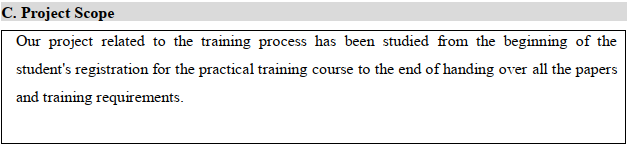 C. Project Scope
Our project related to the training process has been studied from the beginning of the
student's registration for the practical training course to the end of handing over all the papers
and training requirements.